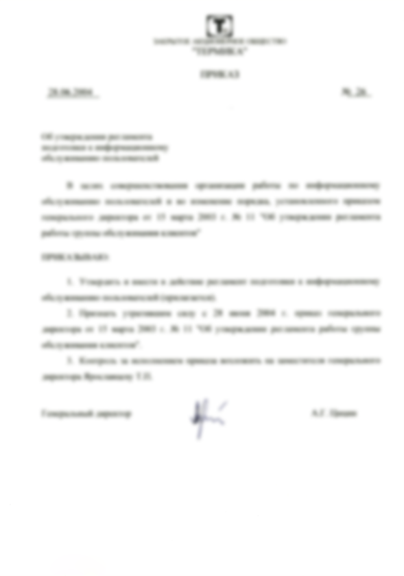 Т
ЗАКРЫТОЕ АКЦИОНЕРНОЕ ОБЩЕСТВО
"ТЕРМИКА"
ПРИКАЗ
28.06.2004 № 26
Об утверждении регламента
подготовки к информационному
обслуживанию пользователей
В целях совершенствования организации работы по информационному
обслуживанию пользователей и во изменение порядка, установленного приказом
генерального директора от 15 марта 2003 г. № 11 "Об утверждении регламента
работы группы обслуживания клиентов"
ПРИКАЗЫВАЮ:
1. Утвердить и ввести в действие регламент подготовки к информационному
обслуживанию пользователей (прилагается).
2. Признать утратившим силу с 28 июня 2004 г. приказ генерального
директора от 15 марта 2003 г. № 11 "Об утверждении регламента работы группы
обслуживания клиентов".
3. Контроль за исполнением приказа возложить на заместителя генерального
директора Т.П.
Генеральный директор А.Г.